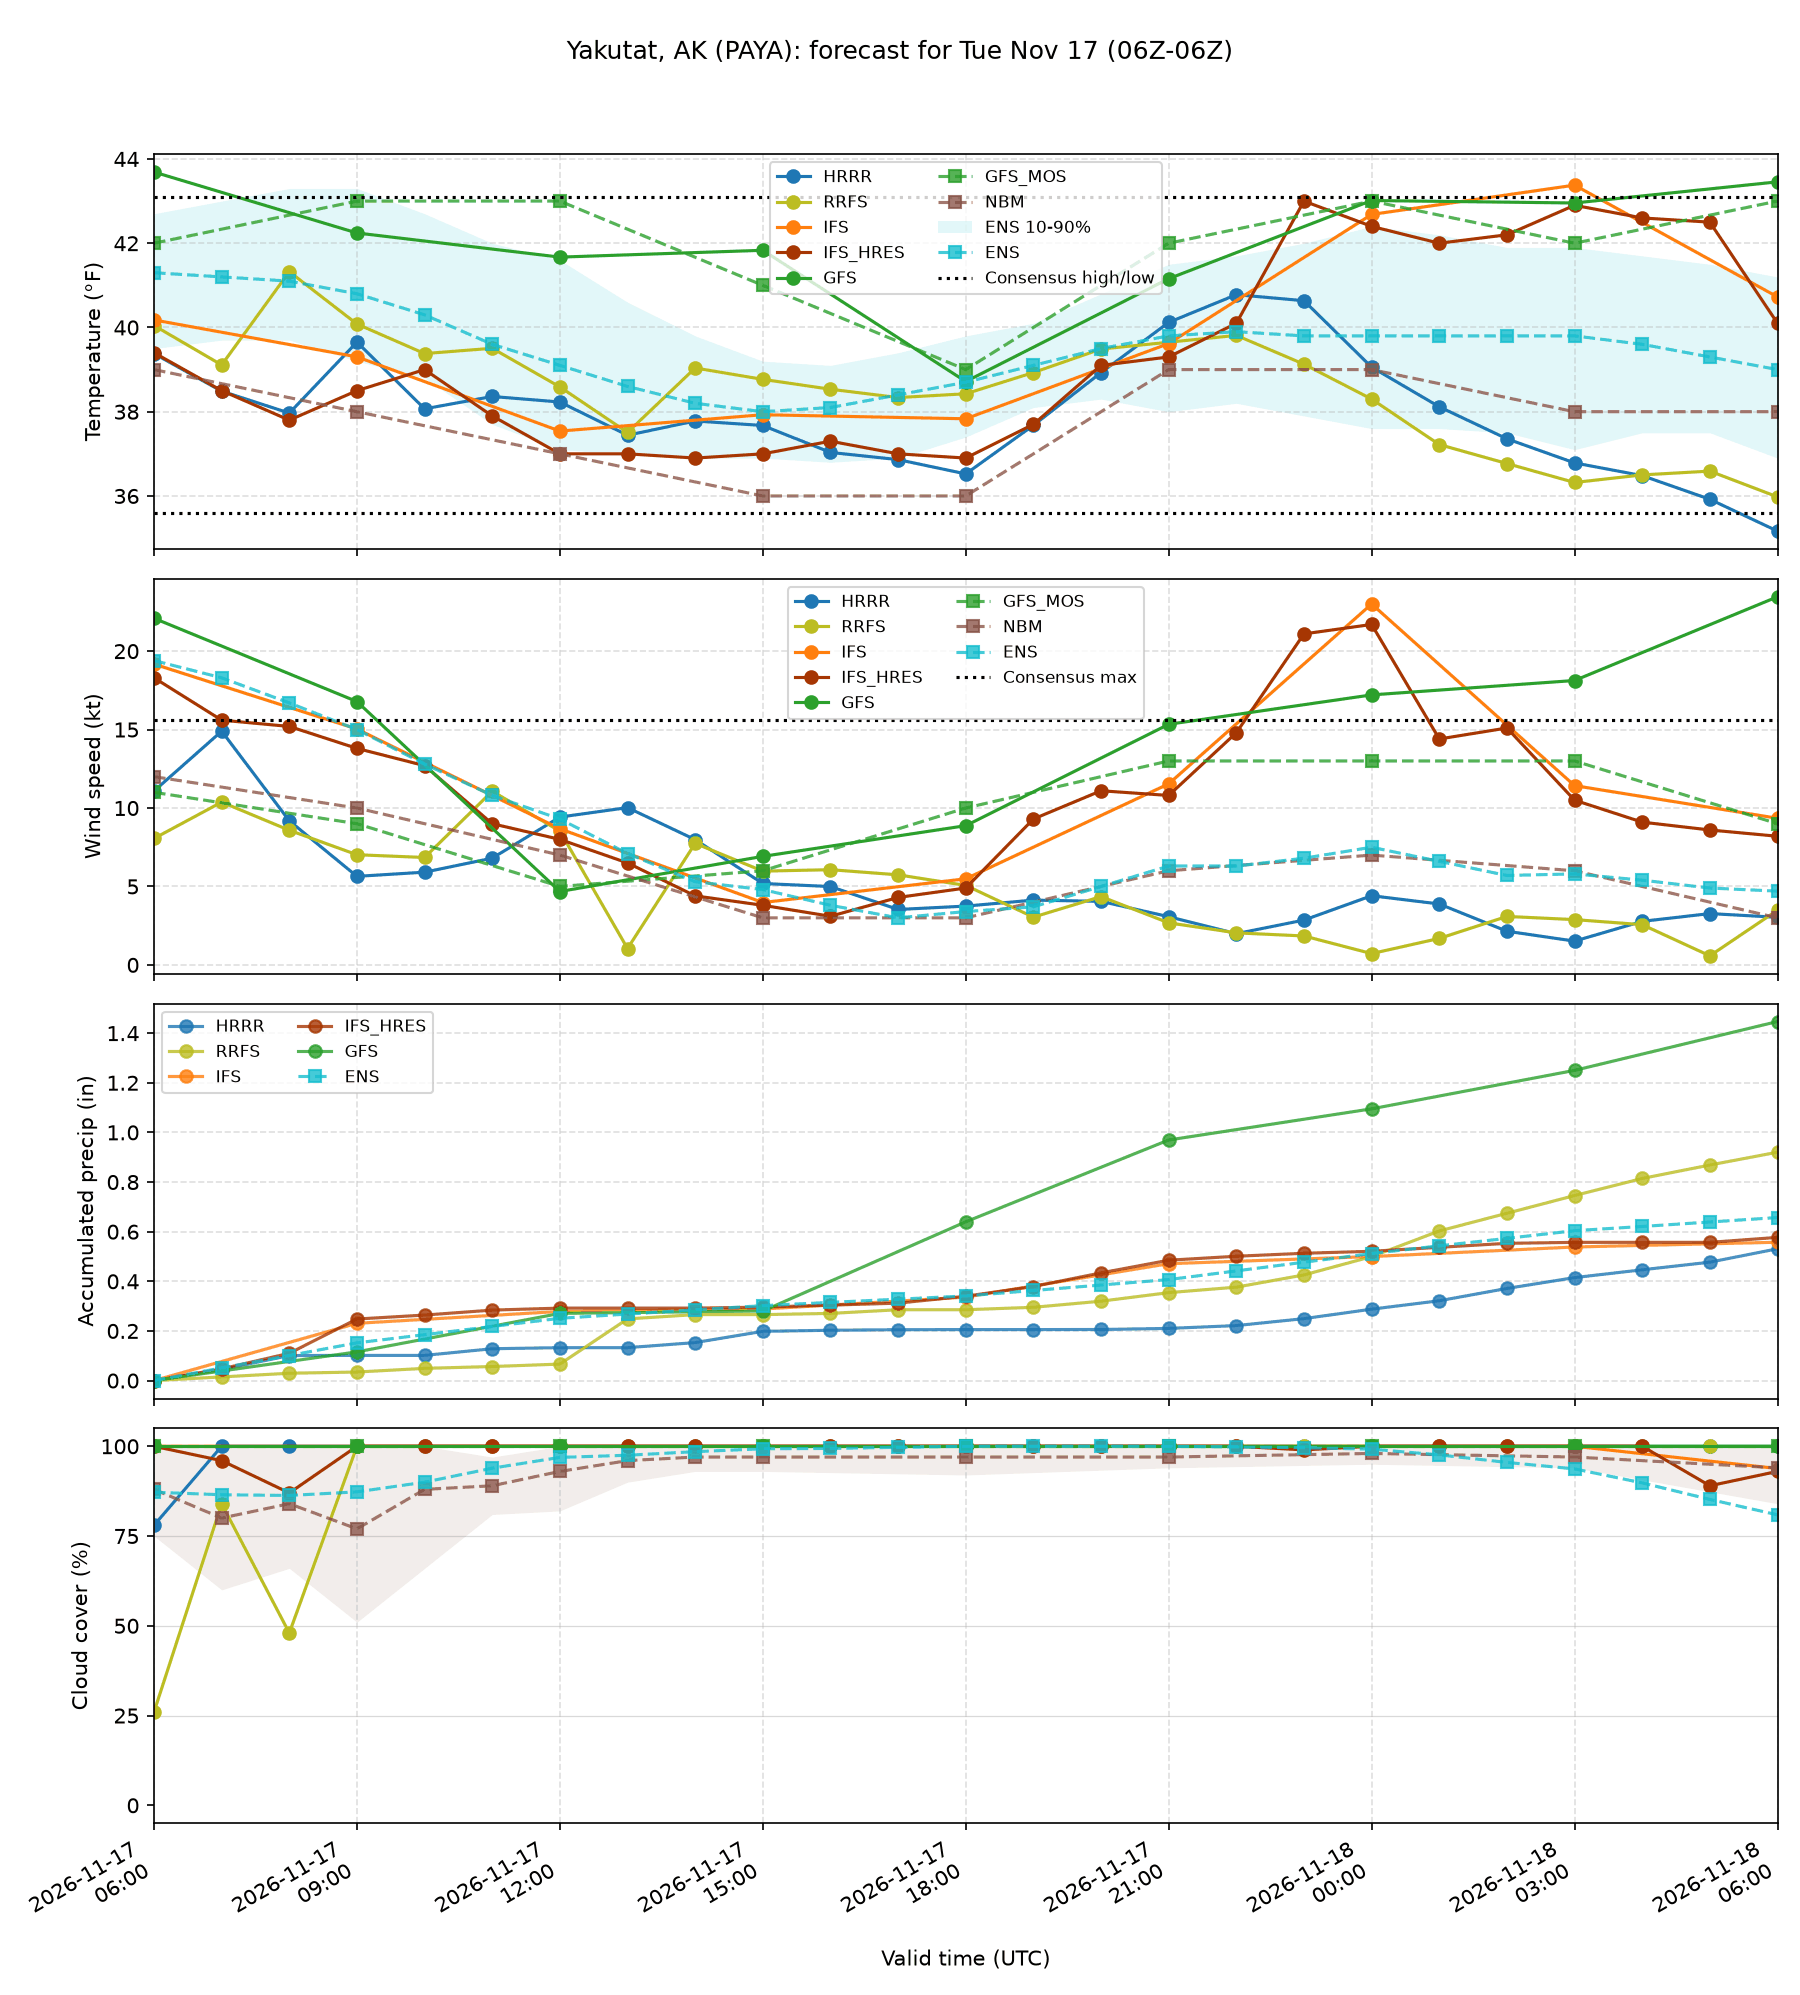 Yakutat, AK (PAYA): forecast for Tue Nov 17 (06Z-06Z)
Temperature (°F)
44
42
40
38
36
HRRR
RRFS
IFS
IFS_HRES
GFS
GFS_MOS
NBM
ENS 10-90%
ENS
Consensus high/low
Wind speed (kt)
20
15
10
5
0
HRRR
RRFS
IFS
IFS_HRES
GFS
GFS_MOS
NBM
ENS
Consensus max
Accumulated precip (in)
1.4
1.2
1.0
0.8
0.6
0.4
0.2
0.0
HRRR
RRFS
IFS
IFS_HRES
GFS
ENS
Cloud cover (%)
100
75
50
25
0
2026-11-17
06:00
2026-11-17
09:00
2026-11-17
12:00
2026-11-17
15:00
2026-11-17
18:00
2026-11-17
21:00
2026-11-18
00:00
2026-11-18
03:00
2026-11-18
06:00
Valid time (UTC)